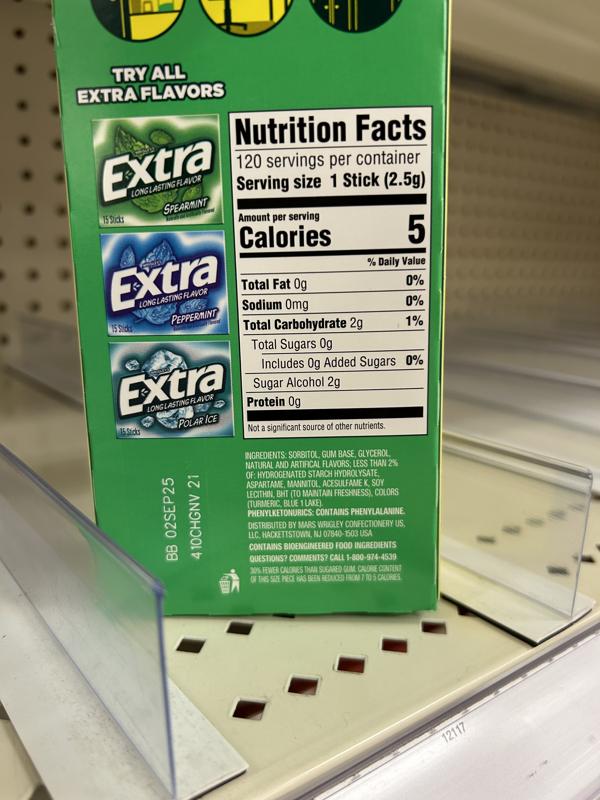 TRY ALL
EXTRA FLAVORS
Extra
LONG LASTING FLAVOR
SPEARMINT
15 Sticks
Extra
LONG LASTING FLAVOR
PEPPERMINT
15 Sticks
Extra
LONG LASTING FLAVOR
POLAR ICE
15 Sticks
Nutrition Facts
120 servings per container
Serving size 1 Stick (2.5g)
Amount per serving
Calories 5
% Daily Value
Total Fat 0g 0%
Sodium 0mg 0%
Total Carbohydrate 2g 1%
Total Sugars 0g
Includes 0g Added Sugars 0%
Sugar Alcohol 2g
Protein 0g
Not a significant source of other nutrients.
INGREDIENTS: SORBITOL, GUM BASE, GLYCEROL,
NATURAL AND ARTIFICAL FLAVORS; LESS THAN 2%
OF: HYDROGENATED STARCH HYDROLYSATE,
ASPARTAME, MANNITOL, ACESULFAME K, SOY
LECITHIN, BHT (TO MAINTAIN FRESHNESS), COLORS
(TURMERIC, BLUE 1 LAKE).
PHENYLKETONURICS: CONTAINS PHENYLALANINE.
DISTRIBUTED BY MARS WRIGLEY CONFECTIONERY US,
LLC, HACKETTSTOWN, NJ 07840-1503 USA
CONTAINS BIOENGINEERED FOOD INGREDIENTS
QUESTIONS? COMMENTS? CALL 1-800-974-4539
30% FEWER CALORIES THAN SUGARED GUM. CALORIE CONTENT
OF THIS SIZE PIECE HAS BEEN REDUCED FROM 7 TO 5 CALORIES.
BB 02SEP25
410CHGNV 21
12117